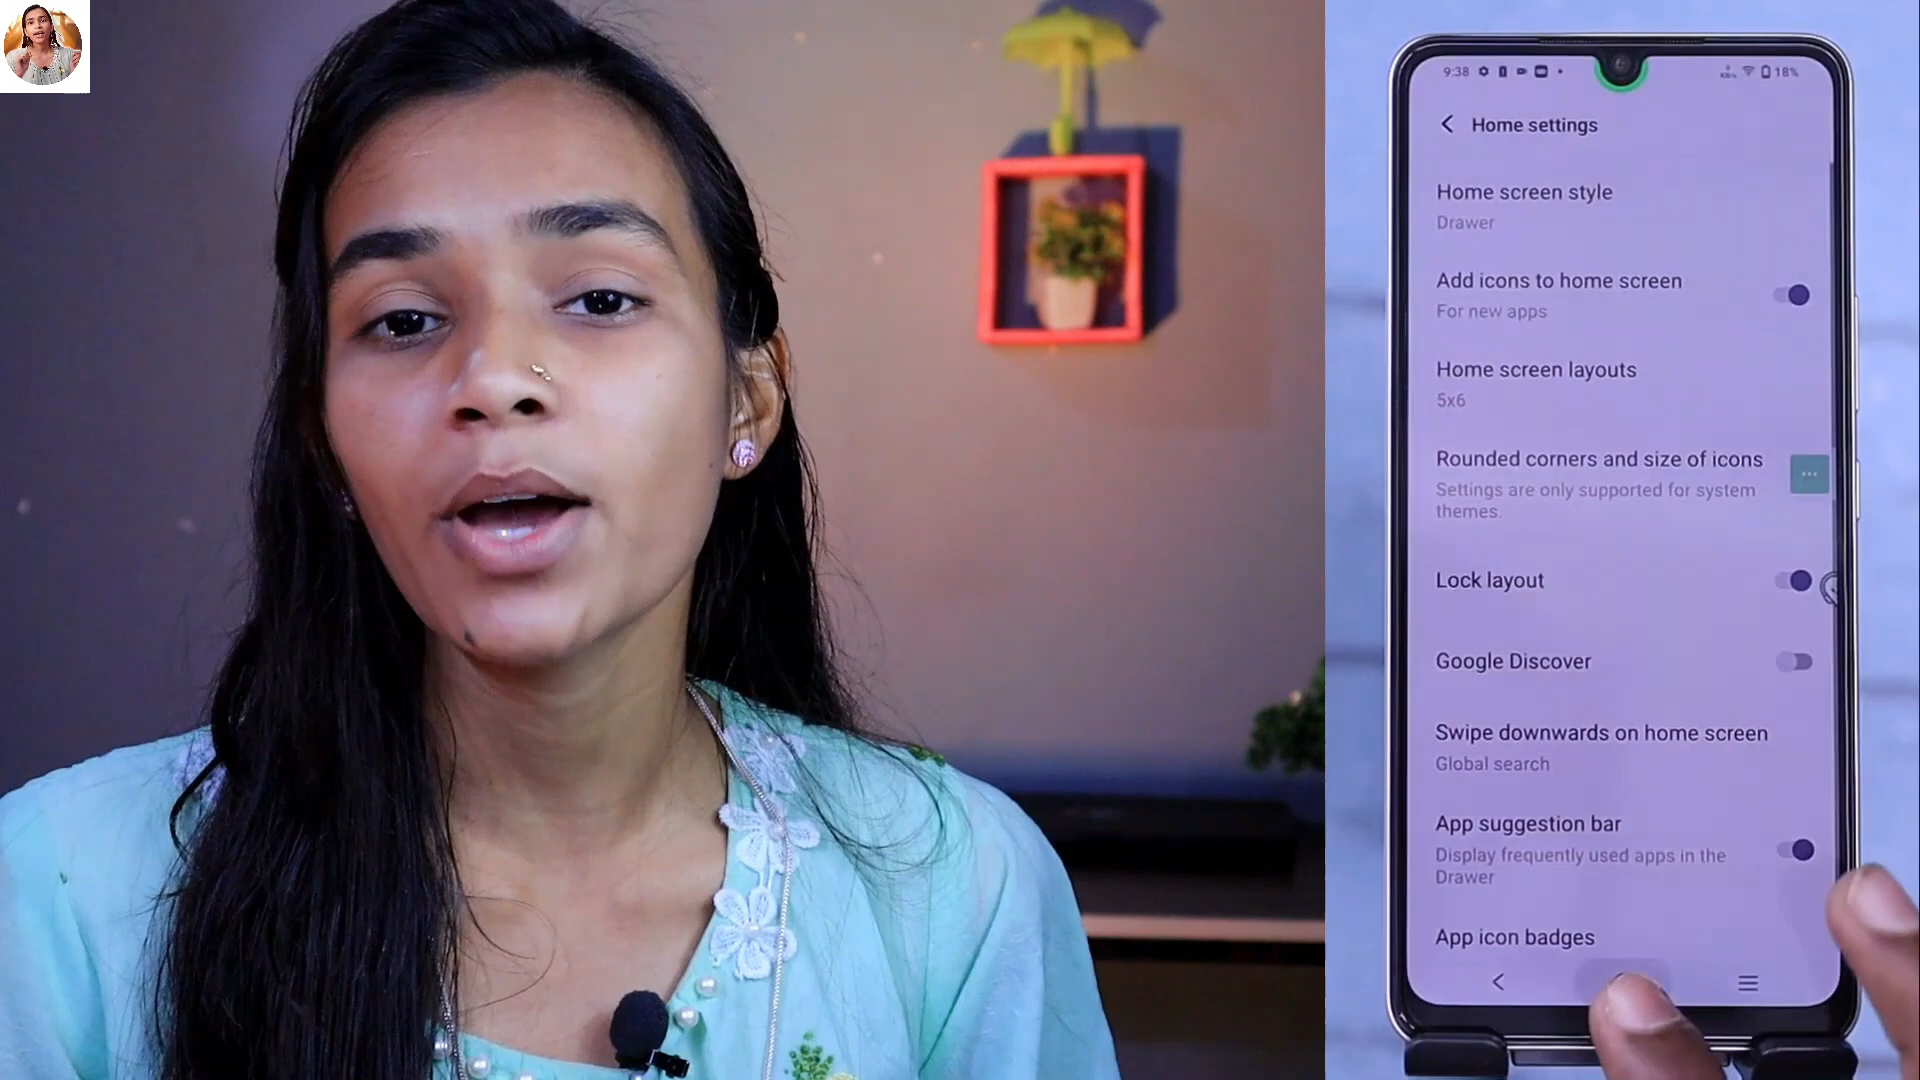 9:38
18%
Home settings
Home screen style
Drawer
Add icons to home screen
For new apps
Home screen layouts
5x6
Rounded corners and size of icons
Settings are only supported for system
themes.
Lock layout
Google Discover
Swipe downwards on home screen
Global search
App suggestion bar
Display frequently used apps in the
Drawer
App icon badges